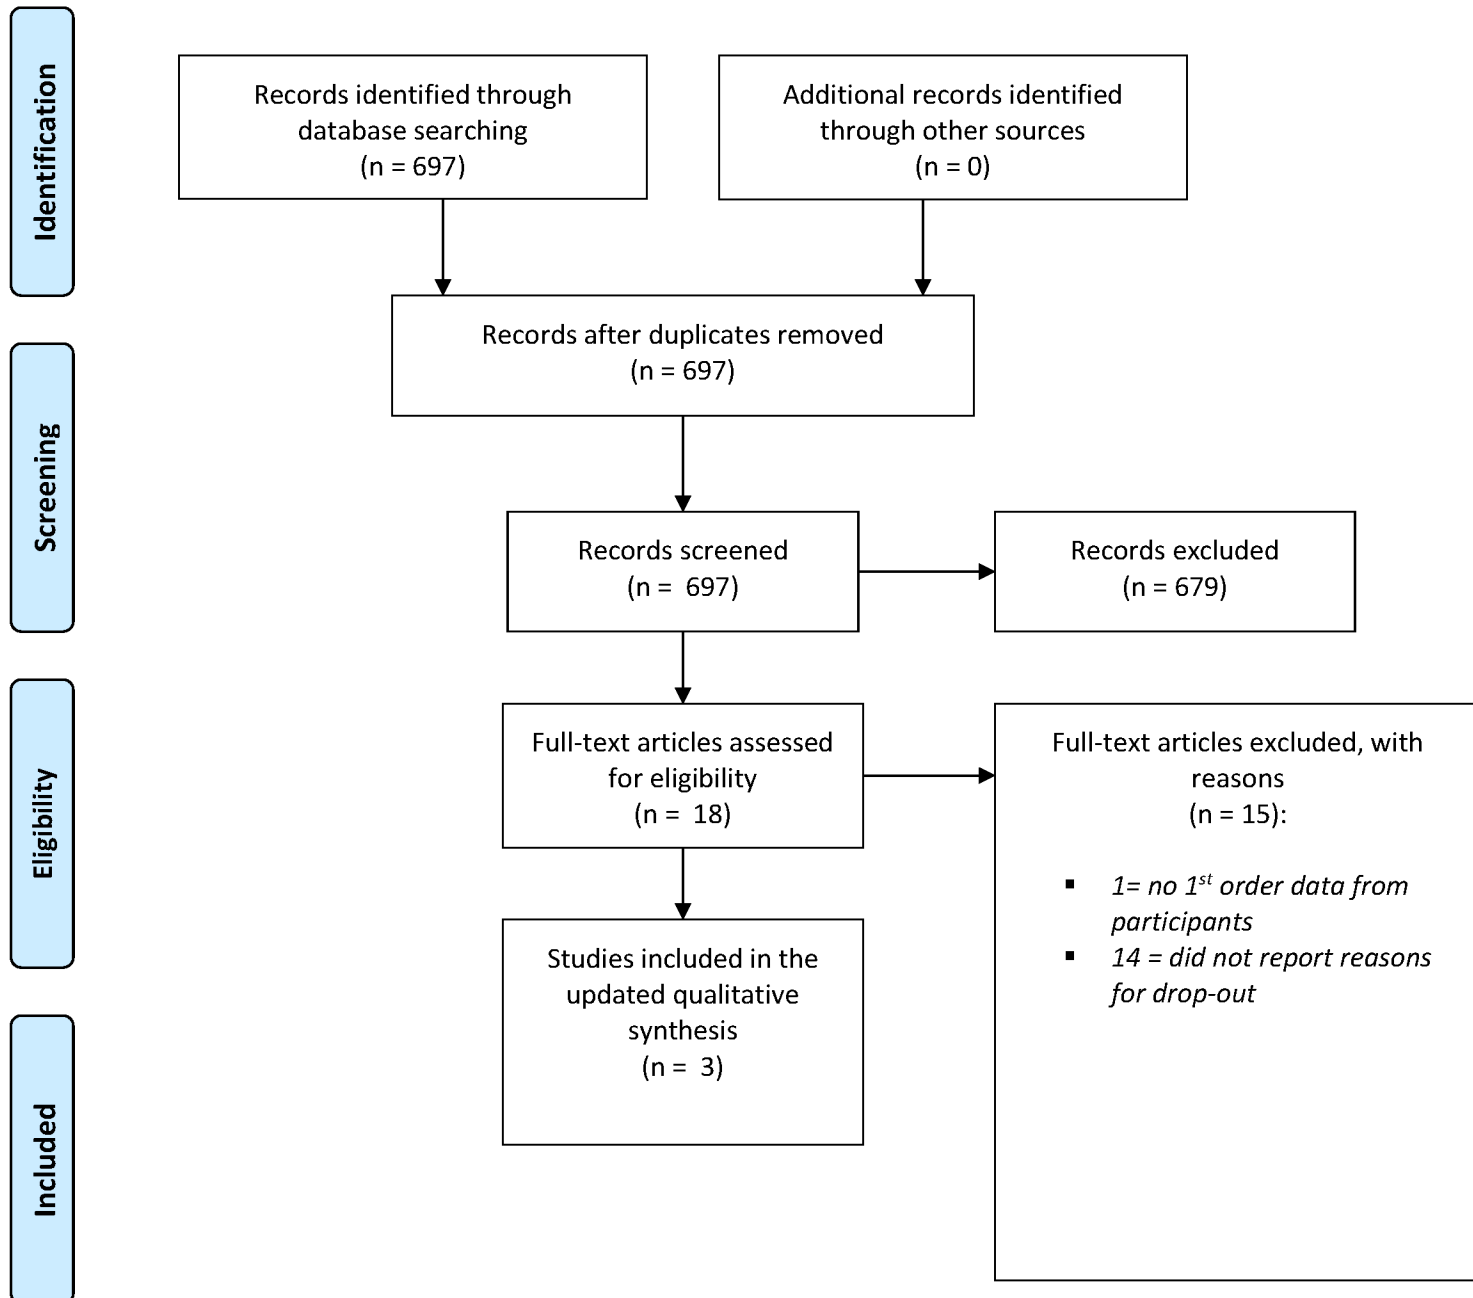 Identification
Records identified through
database searching
(n = 697)
Additional records identified
through other sources
(n = 0)
Records after duplicates removed
(n = 697)
Screening
Records screened
(n =  697)
Records excluded
(n = 679)
Eligibility
Full-text articles assessed
for eligibility
(n =  18)
Full-text articles excluded, with
reasons
(n = 15):
▪ 1= no 1st order data from
participants
▪ 14 = did not report reasons
for drop-out
Included
Studies included in the
updated qualitative
synthesis
(n =  3)